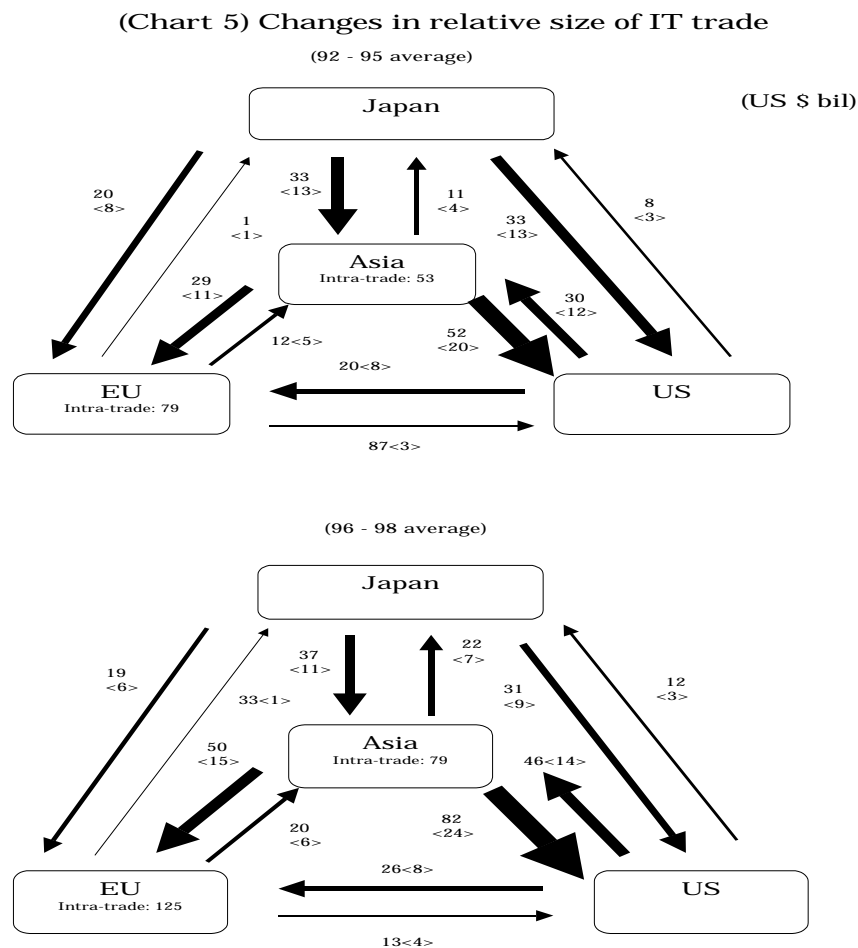 (Chart 5) Changes in relative size of IT trade
(92 - 95 average)
(US $ bil)
Japan
20
<8>
1
<1>
33
<13>
11
<4>
33
<13>
8
<3>
Asia
Intra-trade: 53
29
<11>
12<5>
52
<20>
30
<12>
20<8>
EU
Intra-trade: 79
US
87<3>
(96 - 98 average)
Japan
19
<6>
33<1>
37
<11>
22
<7>
31
<9>
12
<3>
Asia
Intra-trade: 79
50
<15>
46<14>
20
<6>
82
<24>
26<8>
EU
Intra-trade: 125
US
13<4>